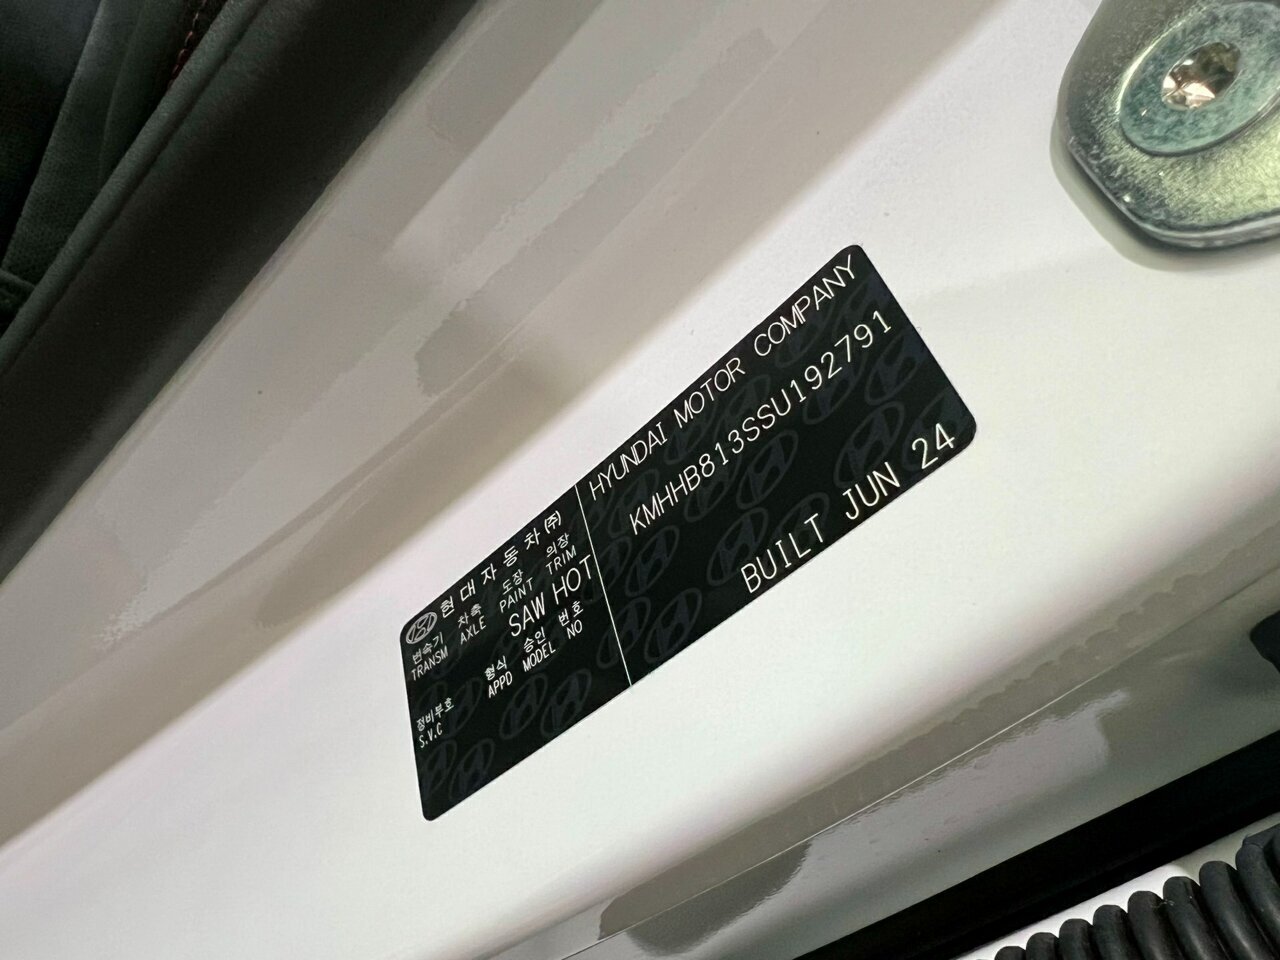 현대자동차(주)
변속기 차축 도장 의장
TRANSM AXLE PAINT TRIM
SAW HOT
형식 승인 번호
APPD MODEL NO
정비부호
S.V.C
HYUNDAI MOTOR COMPANY
KMHHB813SSU192791
BUILT JUN 24